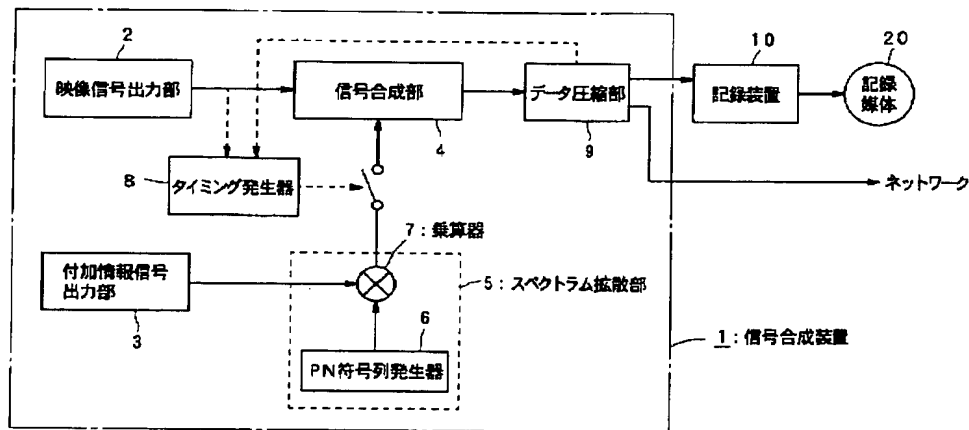 2
映像信号出力部
信号合成部
4
データ圧縮部
9
10
記録装置
20
記録
媒体
8
タイミング発生器
ネットワーク
7：乗算器
付加情報信号
出力部
3
5：スペクトラム拡散部
6
PN符号列発生器
1：信号合成装置